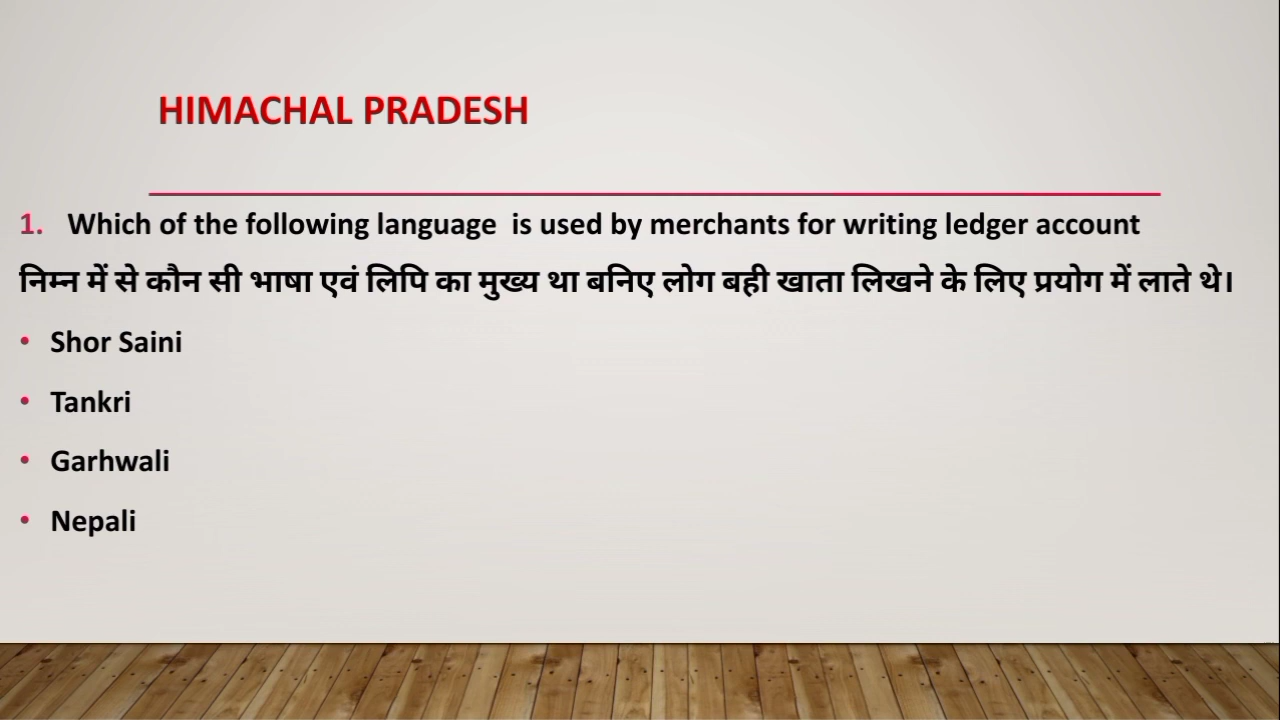 HIMACHAL PRADESH
1. Which of the following language is used by merchants for writing ledger account
निम्न में से कौन सी भाषा एवं लिपि का मुख्य था बनिए लोग बही खाता लिखने के लिए प्रयोग में लाते थे।
• Shor Saini
• Tankri
• Garhwali
• Nepali